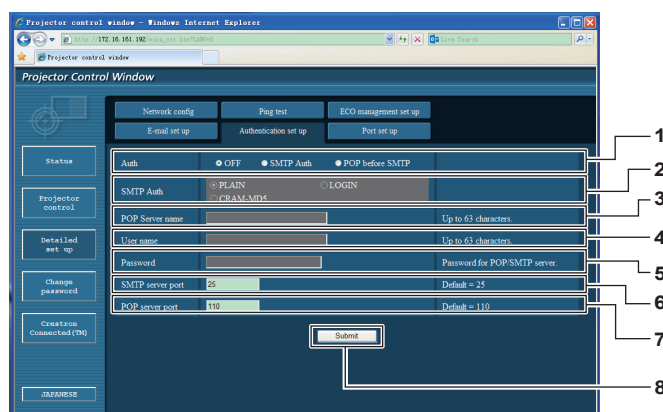 Projector control window - Windows Internet Explorer
http://172.16.161.192/main_set.htm?LANG=0
Live Search
Projector control window
Projector Control Window
Network config
Ping test
ECO management set up
E-mail set up
Authentication set up
Port set up
Status
Projector control
Detailed set up
Change password
Crestron Connected(TM)
JAPANESE
Auth
OFF
SMTP Auth
POP before SMTP
1
SMTP Auth
PLAIN
LOGIN
CRAM-MD5
2
POP Server name
Up to 63 characters.
3
User name
Up to 63 characters.
4
Password
Password for POP/SMTP server.
5
SMTP server port
25
Default = 25
6
POP server port
110
Default = 110
7
Submit
8